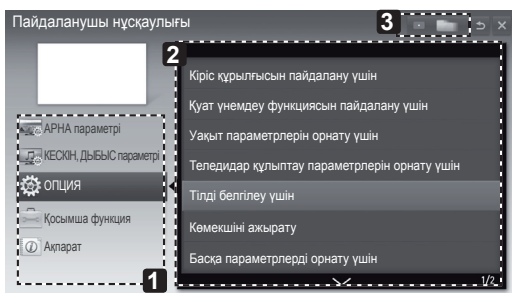 Пайдаланушы нұсқаулығы
3
2
Кіріс құрылғысын пайдалану үшін
Қуат үнемдеу функциясын пайдалану үшін
АРНА параметрі
Уақыт параметрлерін орнату үшін
КЕСКІН, ДЫБЫС параметрі
Теледидар құлыптау параметрлерін орнату үшін
ОПЦИЯ
Тілді белгілеу үшін
Қосымша функция
Көмекшіні ажырату
Ақпарат
Басқа параметрлерді орнату үшін
1
1/2